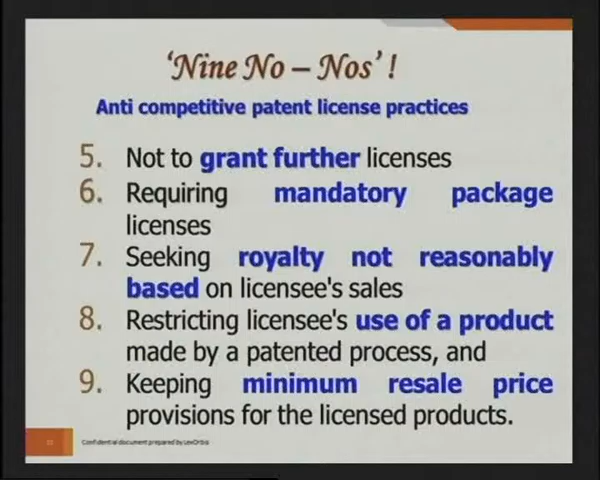 ‘Nine No – Nos’ !
Anti competitive patent license practices
5. Not to grant further licenses
6. Requiring mandatory package
licenses
7. Seeking royalty not reasonably
based on licensee's sales
8. Restricting licensee's use of a product
made by a patented process, and
9. Keeping minimum resale price
provisions for the licensed products.
Confidential document prepared by LexOrbis